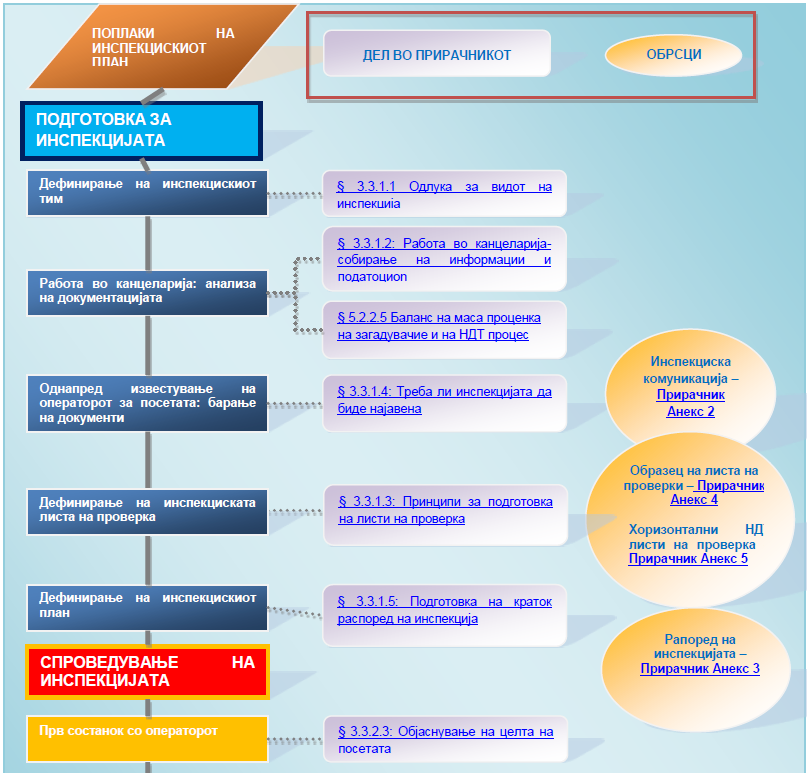 ПОПЛАКИ НА
ИНСПЕКЦИСКИОТ
ПЛАН
ДЕЛ ВО ПРИРАЧНИКОТ
ОБРСЦИ
ПОДГОТОВКА ЗА
ИНСПЕКЦИЈАТА
Дефинирање на инспекцискиот
тим
§ 3.3.1.1 Одлука за видот на
инспекција
Работа во канцеларија: анализа
на документацијата
§ 3.3.1.2: Работа во канцеларија-
собирање на информации и
податоциоп
§ 5.2.2.5 Баланс на маса проценка
на загадувачие и на НДТ процес
Однапред известување на
операторот за посетата: барање
на документи
§ 3.3.1.4: Треба ли инспекцијата да
биде најавена
Инспекциска
комуникација –
Прирачник
Анекс 2
Дефинирање на инспекциската
листа на проверка
§ 3.3.1.3: Принципи за подготовка
на листи на проверка
Образец на листа на
проверки – Прирачник
Анекс 4
Хоризонтални НД
листи на проверка
Прирачник Анекс 5
Дефинирање на инспекцискиот
план
§ 3.3.1.5: Подготовка на краток
распоред на инспекција
Рапоред на
инспекцијата –
Прирачник Анекс 3
СПРОВЕДУВАЊЕ НА
ИНСПЕКЦИЈАТА
Прв состанок со операторот
§ 3.3.2.3: Објаснување на целта на
посетата